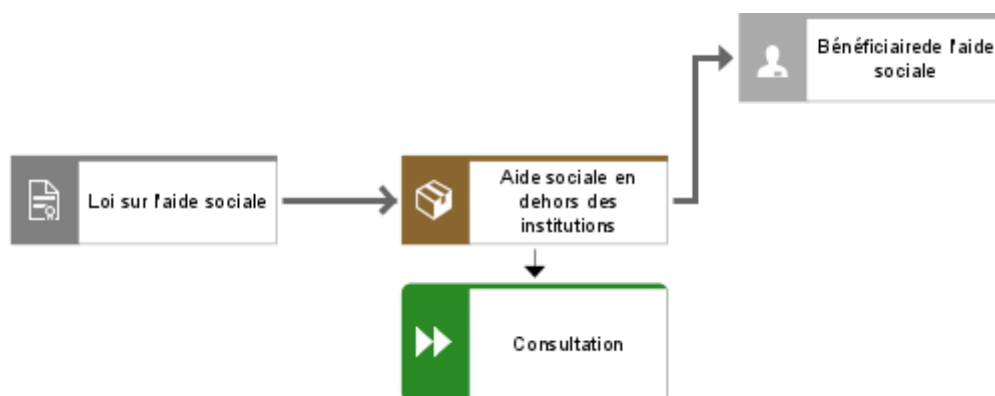 Bénéficiairede l'aide
sociale
Loi sur l'aide sociale
Aide sociale en
dehors des
institutions
Consultation